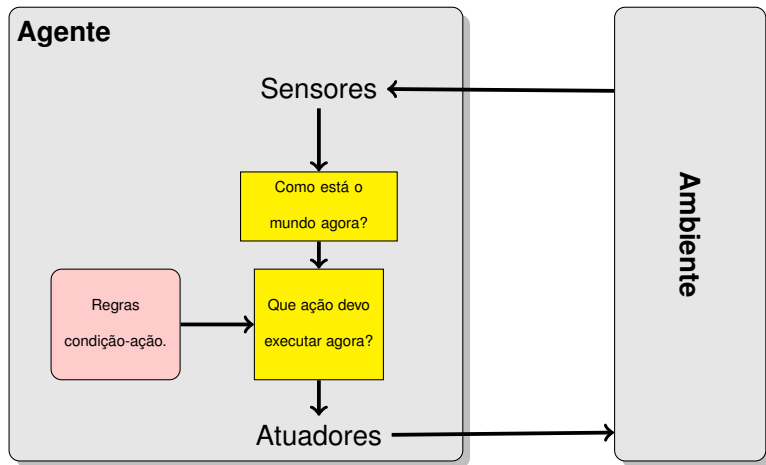 Agente
Sensores
Como está o
mundo agora?
Regras
condição-ação.
Que ação devo
executar agora?
Atuadores
Ambiente